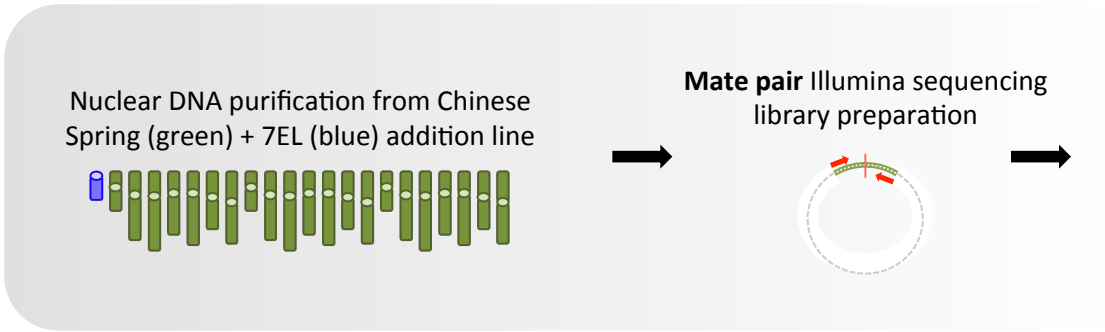 Nuclear DNA purification from Chinese
Spring (green) + 7EL (blue) addition line
Mate pair Illumina sequencing
library preparation